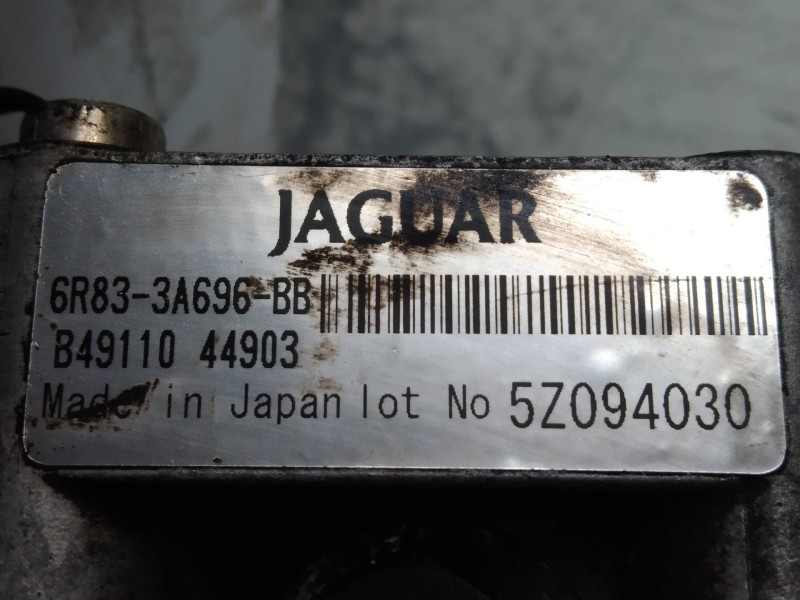 JAGUAR
6R83-3A696-BB
B49110 44903
Made in Japan lot No 5Z094030